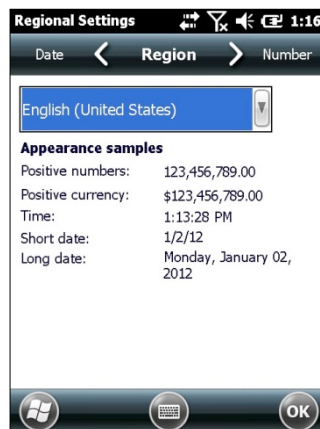 Regional Settings 1:16
Date Region Number
English (United States)
Appearance samples
Positive numbers: 123,456,789.00
Positive currency: $123,456,789.00
Time: 1:13:28 PM
Short date: 1/2/12
Long date: Monday, January 02,
2012
OK